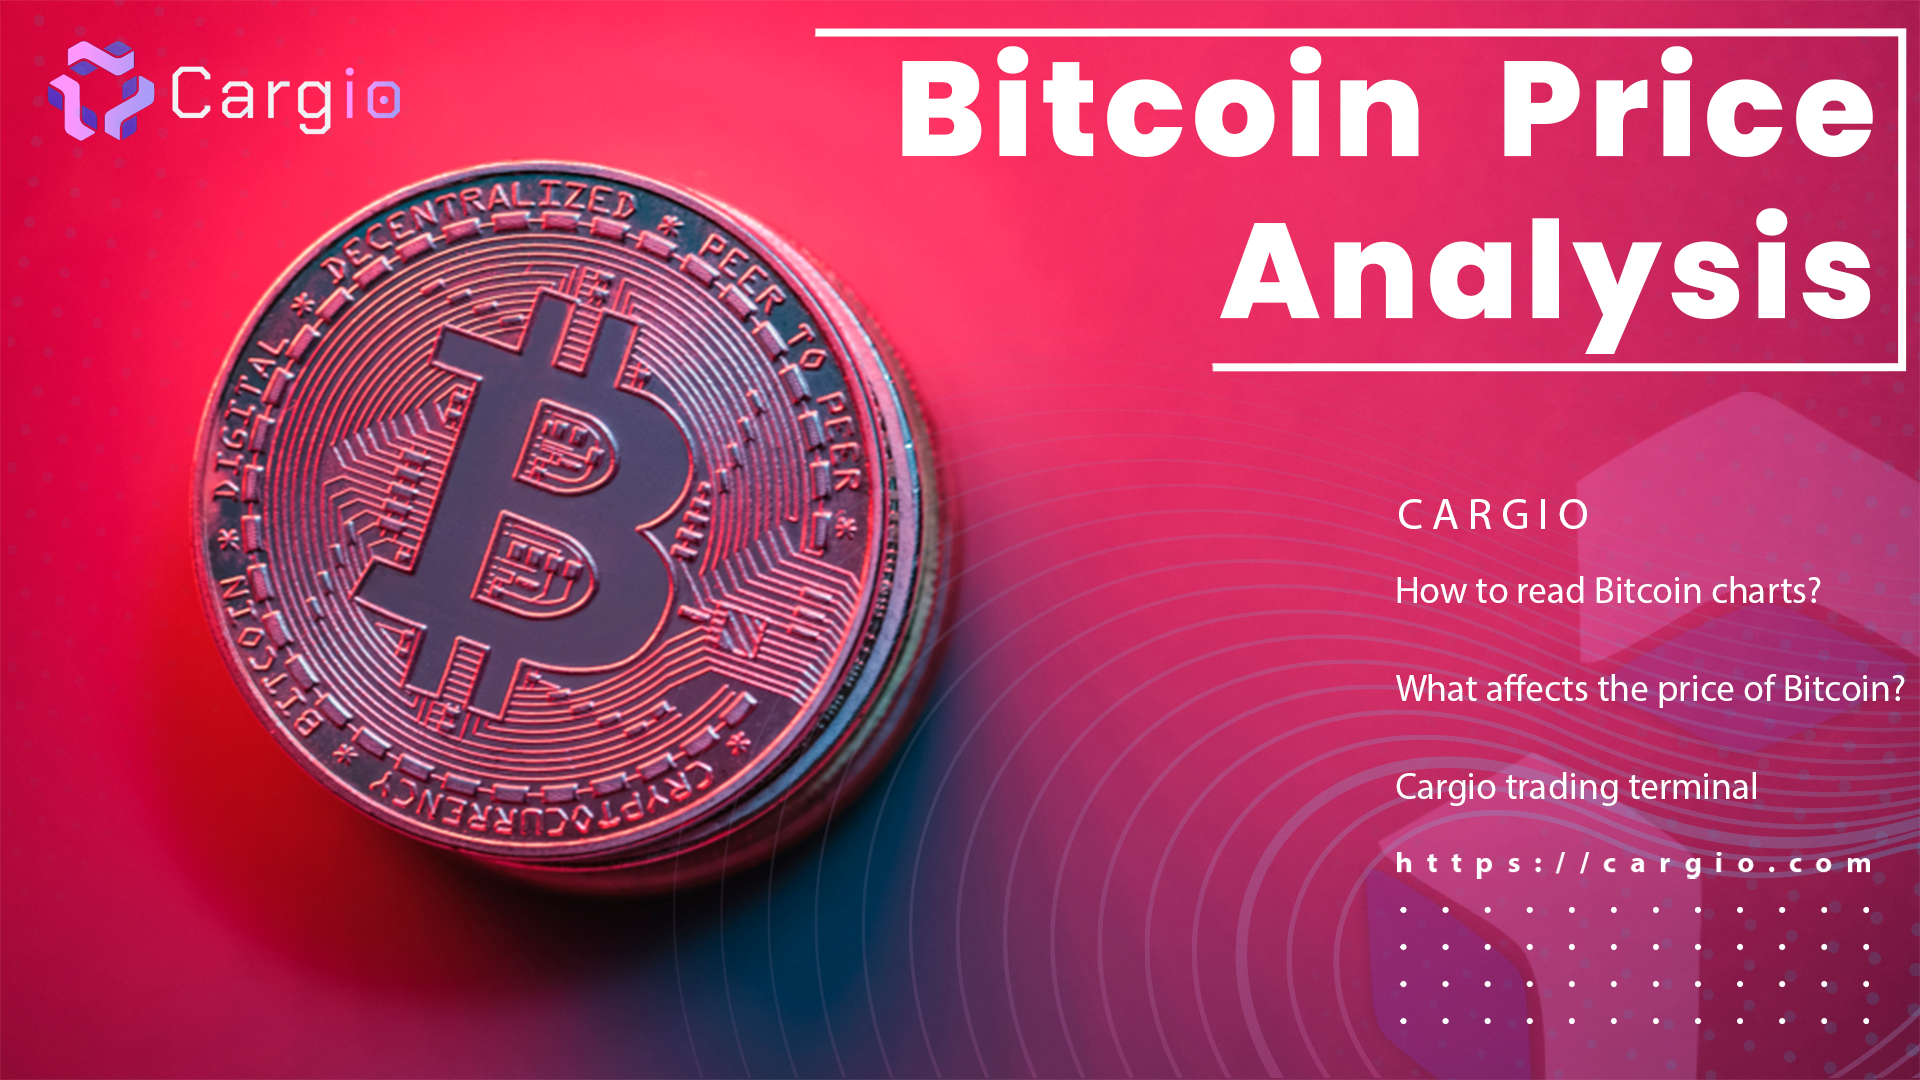 Cargio
Bitcoin Price
Analysis
BITCOIN * DIGITAL * DECENTRALIZED * PEER TO PEER *
CRYPTOCURRENCY *
CARGIO
How to read Bitcoin charts?
What affects the price of Bitcoin?
Cargio trading terminal
https://cargio.com